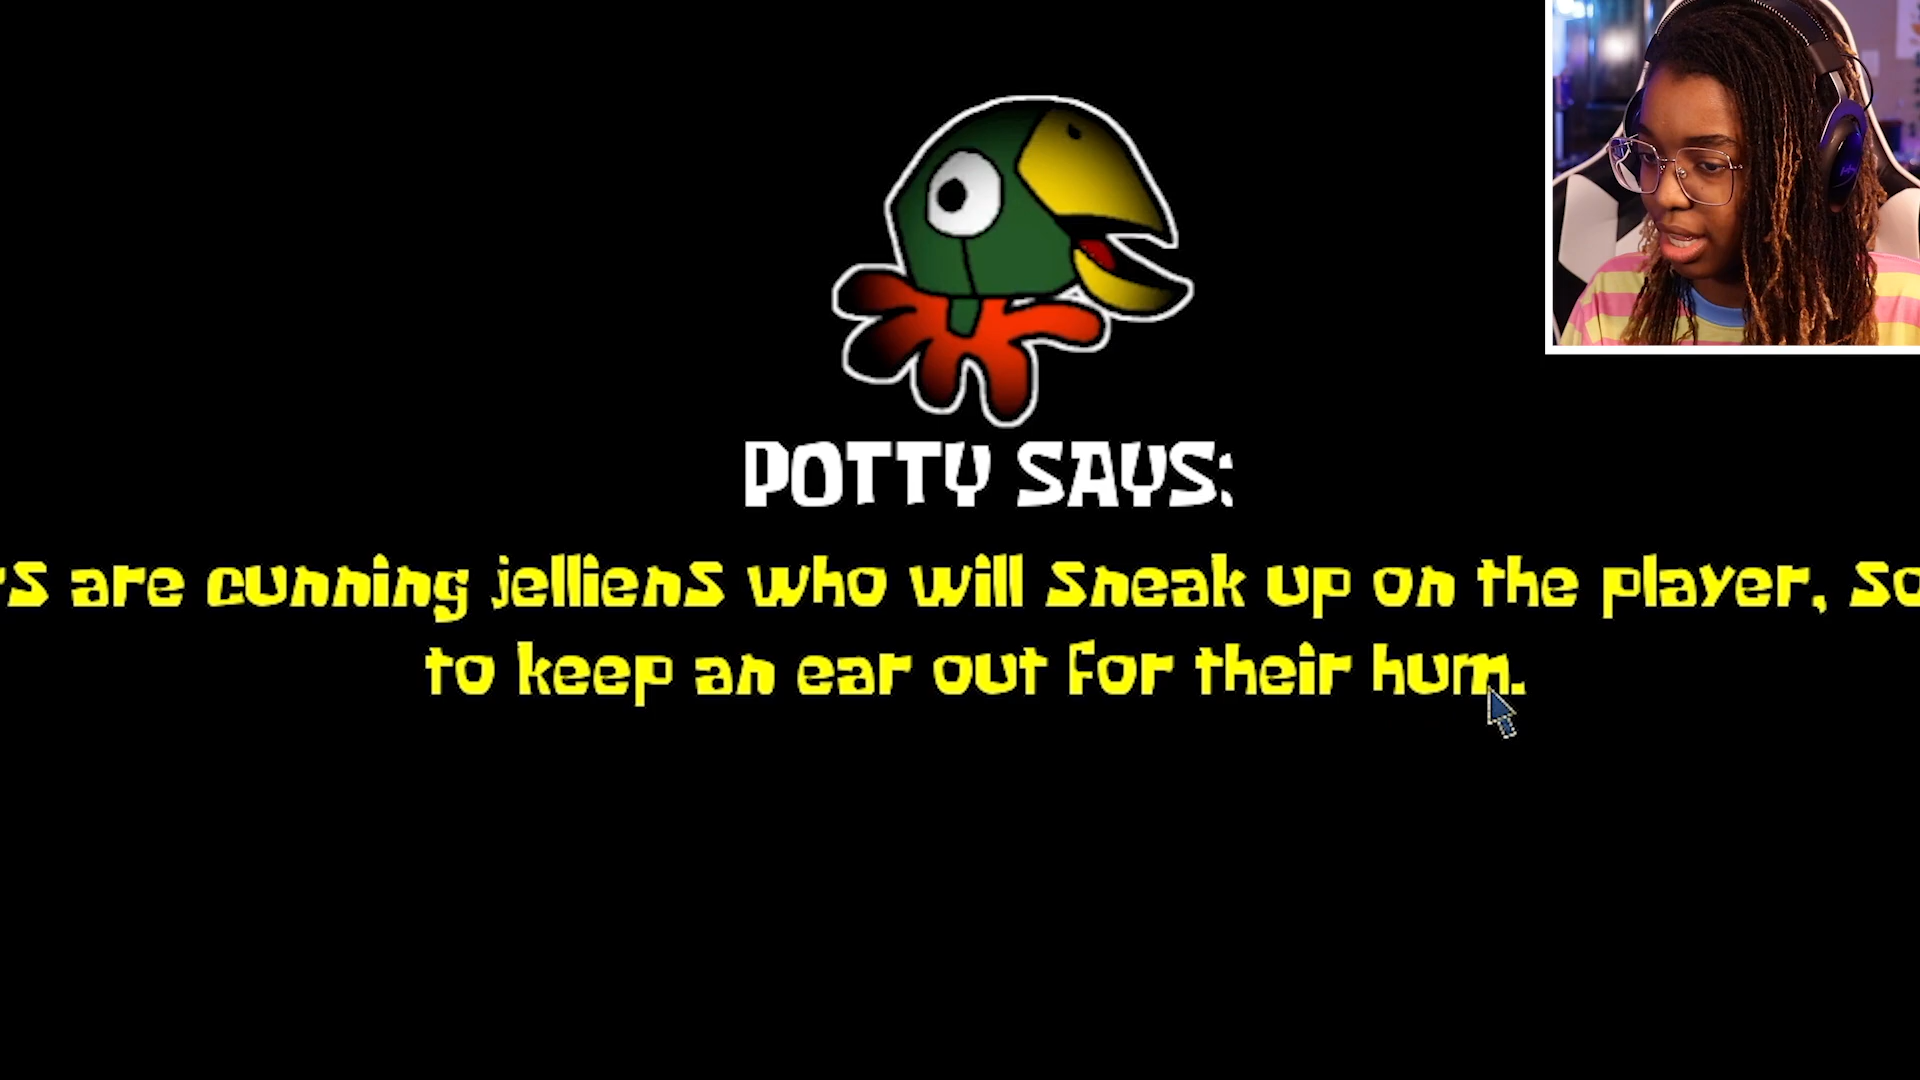 POTTY SAYS:
are cunning jelliens who will sneak up on the player, so
to keep an ear out for their hum.